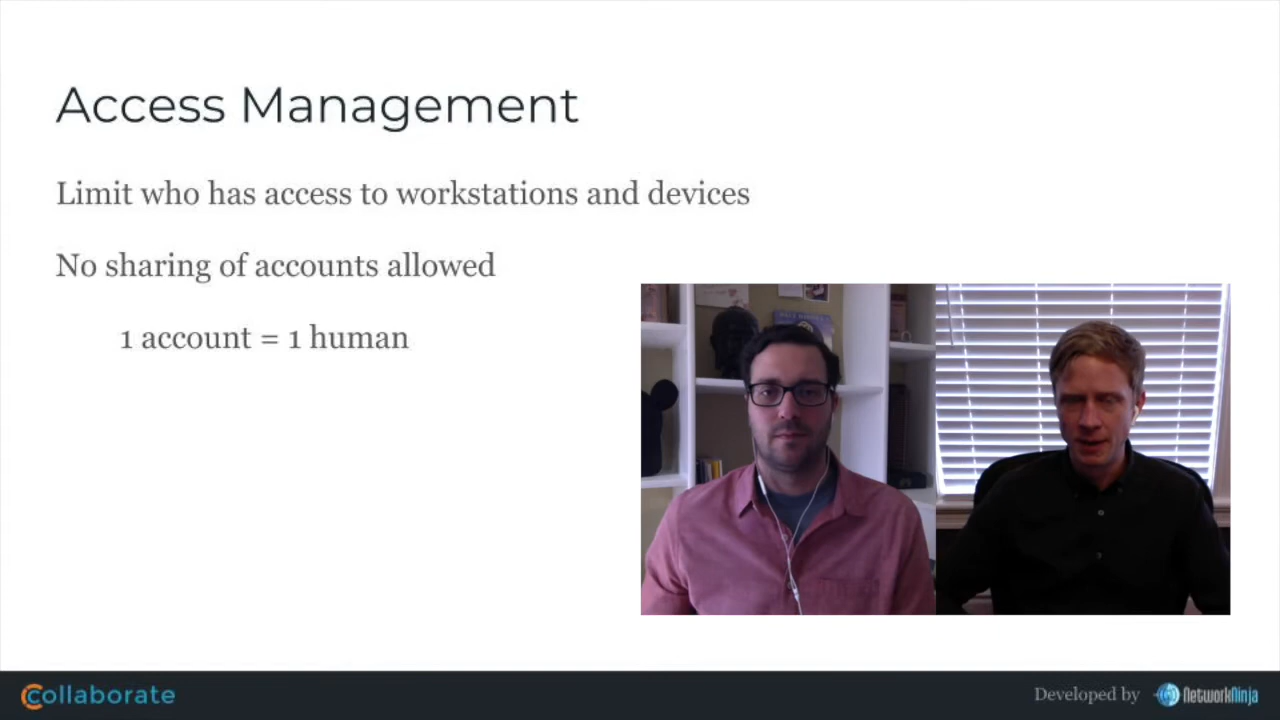 Access Management
Limit who has access to workstations and devices
No sharing of accounts allowed
1 account = 1 human
collaborate
Developed by NetworkNinja